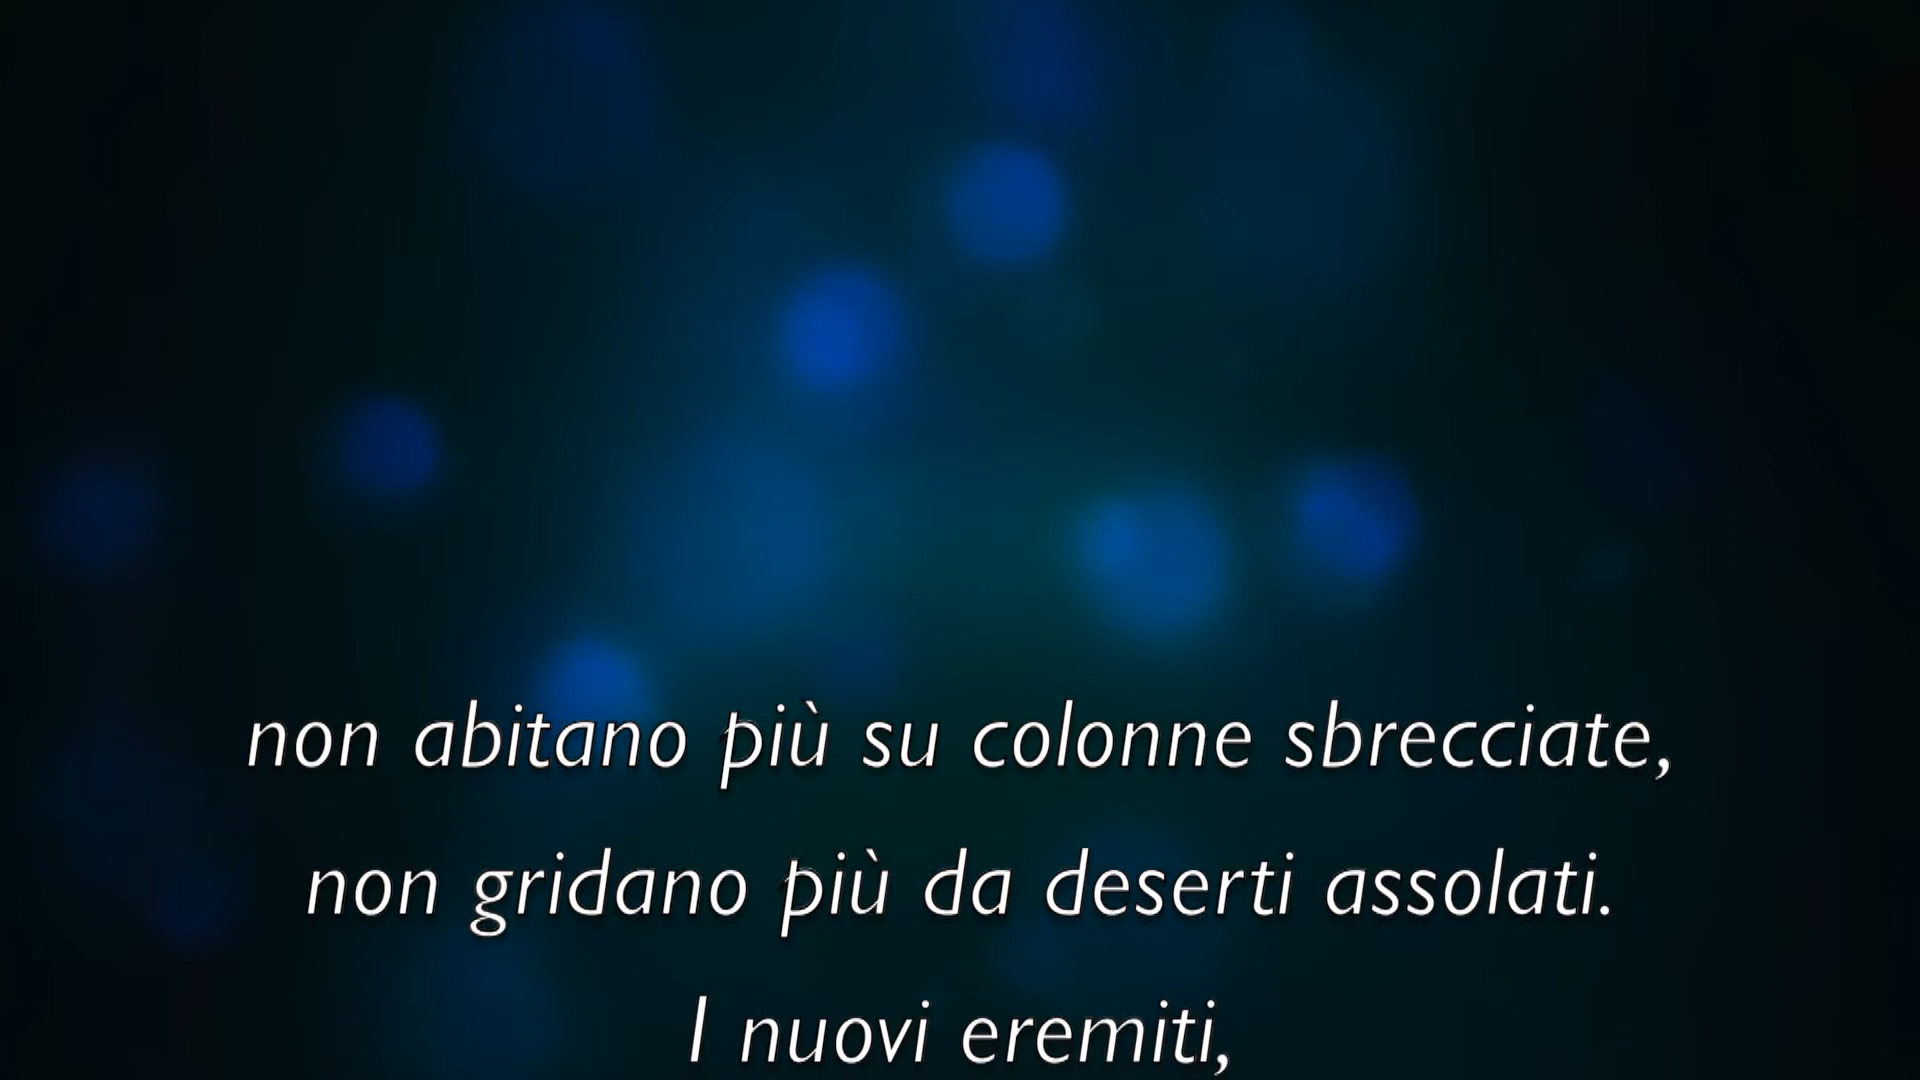 non abitano più su colonne sbrecciate,
non gridano più da deserti assolati.
I nuovi eremiti,